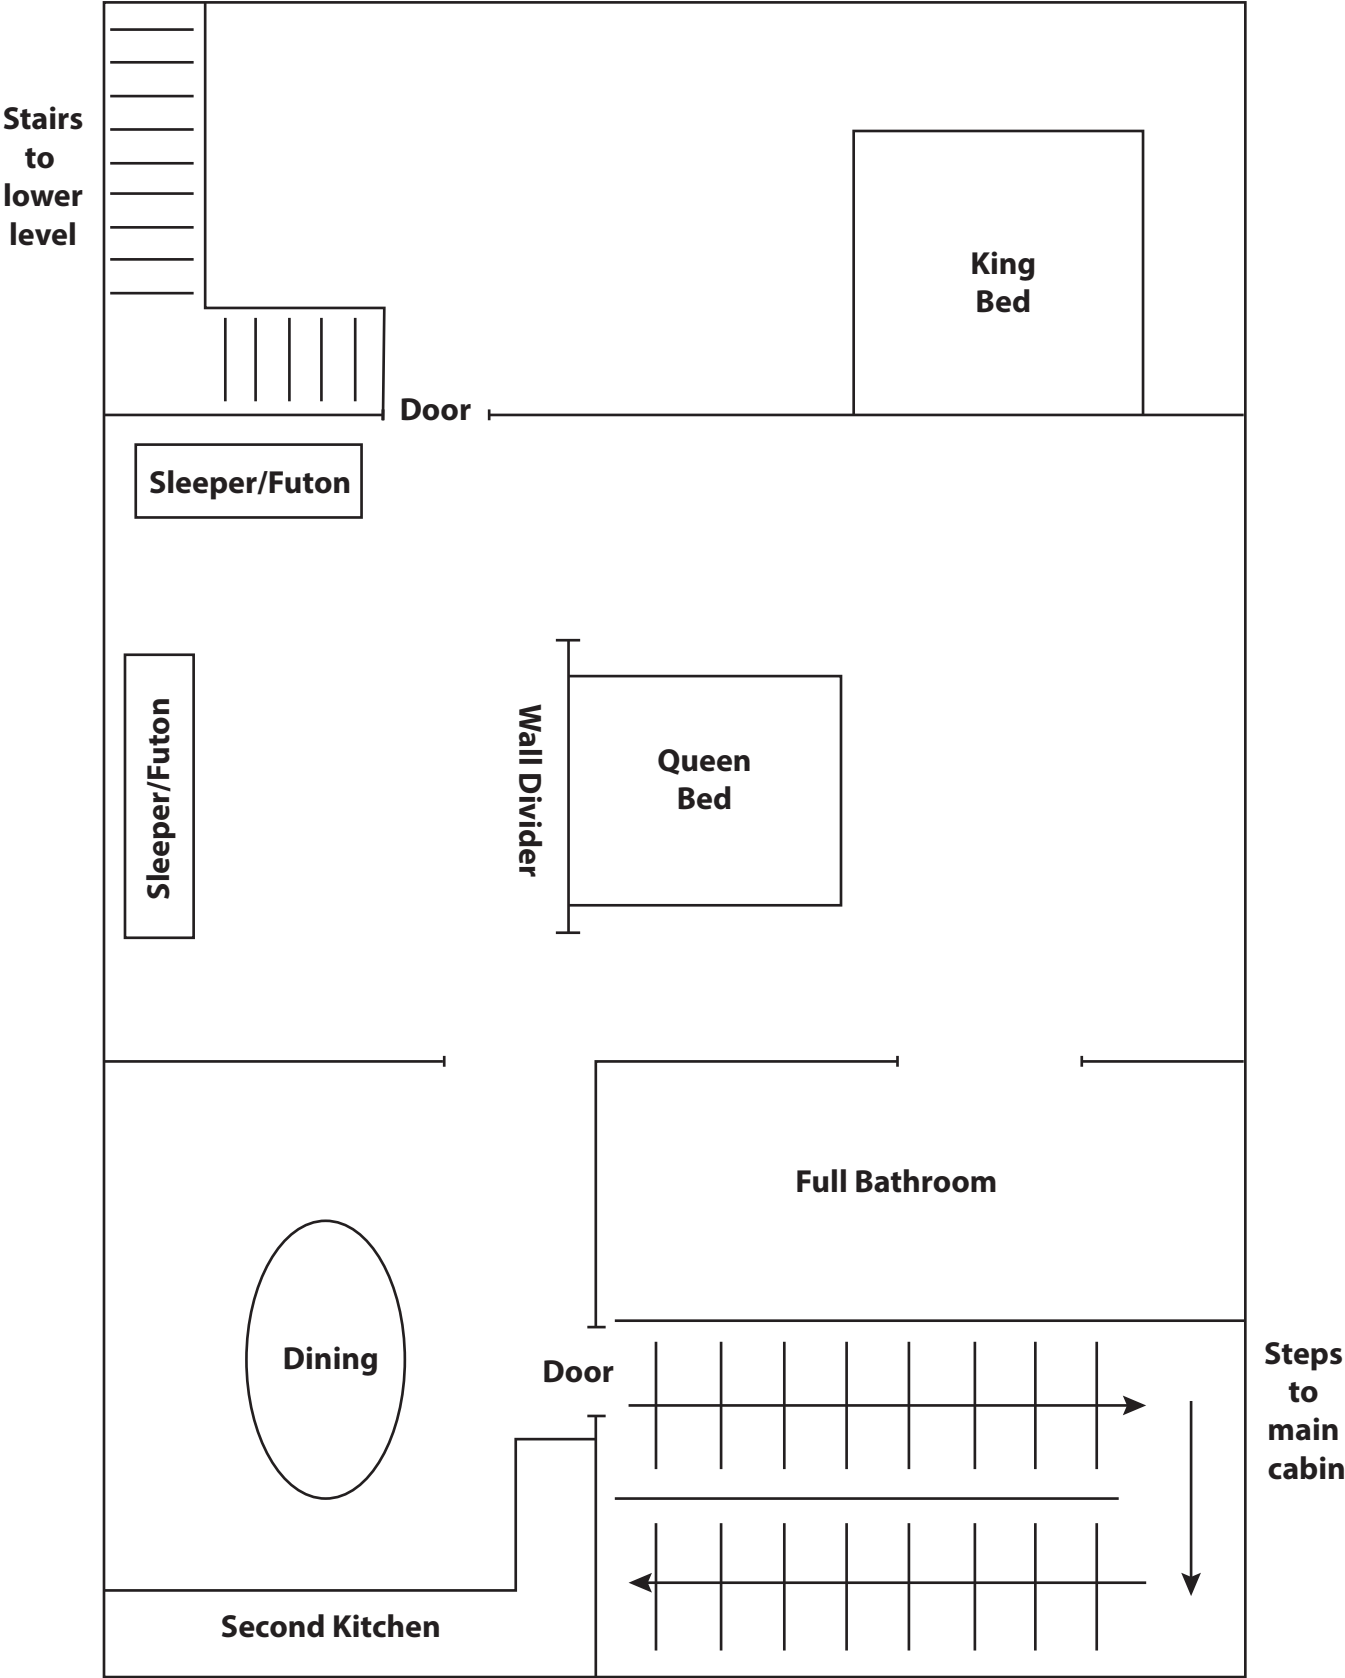 Stairs
to
lower
level
King
Bed
Door
Sleeper/Futon
Sleeper/Futon
Wall Divider
Queen
Bed
Full Bathroom
Dining
Door
Steps
to
main
cabin
Second Kitchen